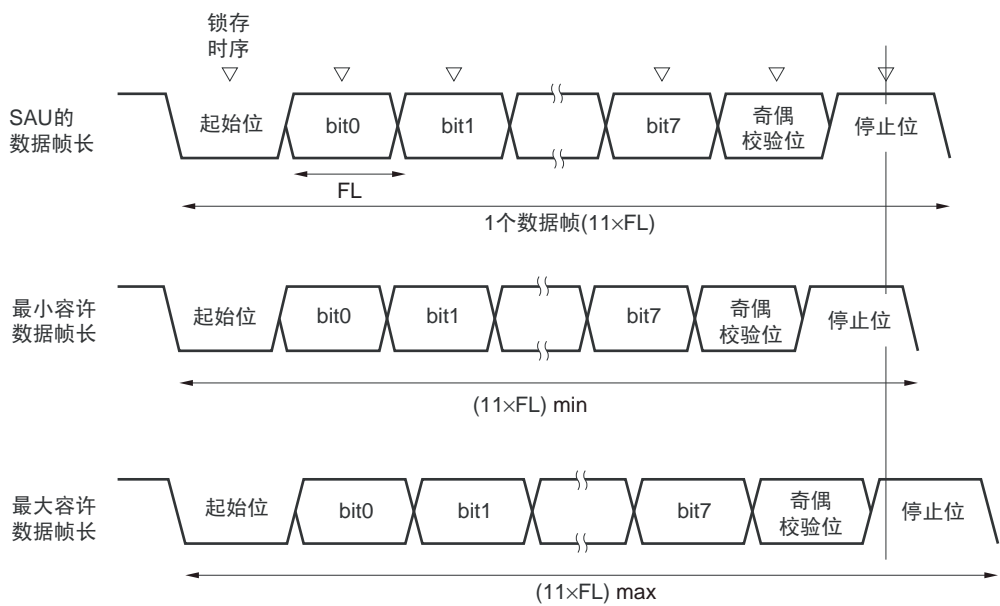 锁存
时序
SAU的
数据帧长
起始位
bit0
bit1
bit7
奇偶
校验位
停止位
FL
1个数据帧(11×FL)
最小容许
数据帧长
起始位
bit0
bit1
bit7
奇偶
校验位
停止位
(11×FL) min
最大容许
数据帧长
起始位
bit0
bit1
bit7
奇偶
校验位
停止位
(11×FL) max